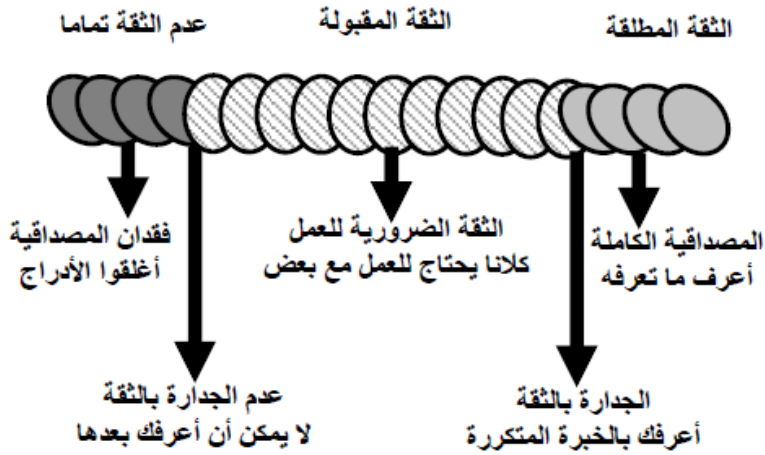 الثقة المطلقة
الثقة المقبولة
عدم الثقة تماما
المصداقية الكاملة
أعرف ما تعرفه
الثقة الضرورية للعمل
كلانا يحتاج للعمل مع بعض
فقدان المصداقية
أغلقوا الأدراج
الجدارة بالثقة
أعرفك بالخبرة المتكررة
عدم الجدارة بالثقة
لا يمكن أن أعرفك بعدها